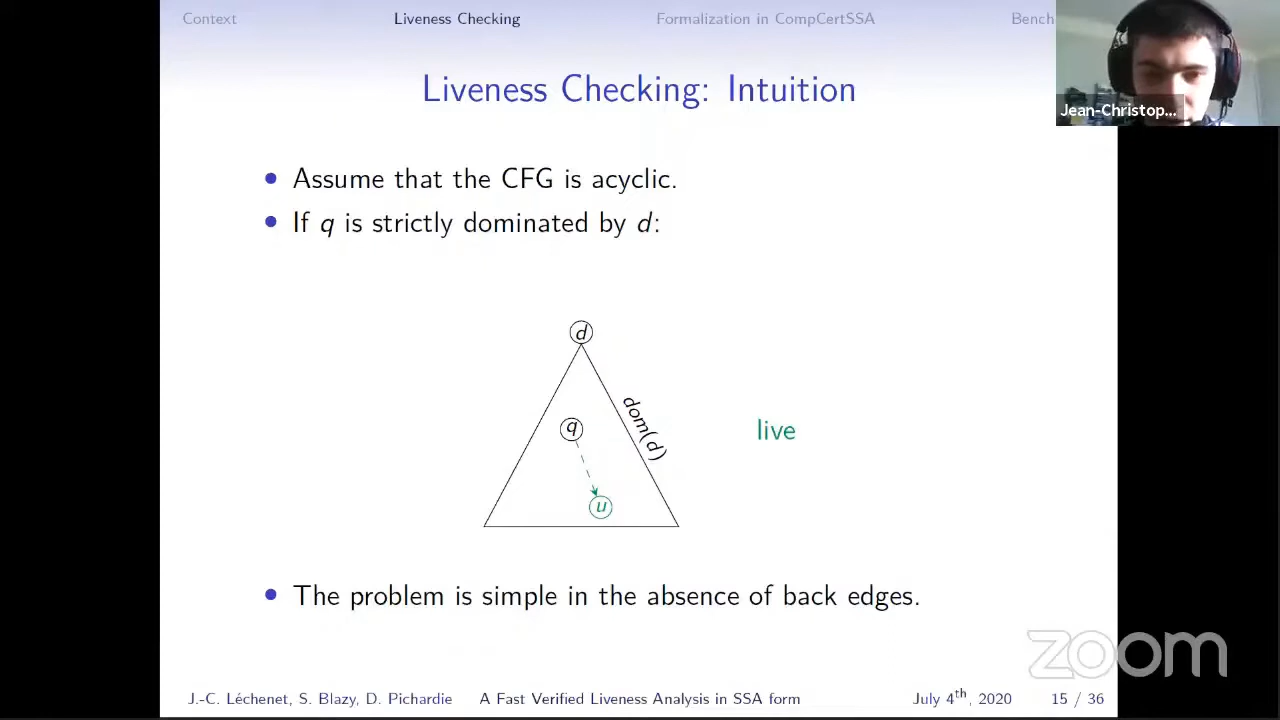 Context Liveness Checking Formalization in CompCertSSA Bench
Jean-Christop...
Liveness Checking: Intuition
• Assume that the CFG is acyclic.
• If q is strictly dominated by d:
d
dom(d)
q
live
u
• The problem is simple in the absence of back edges.
zoom
J.-C. Léchenet, S. Blazy, D. Pichardie A Fast Verified Liveness Analysis in SSA form July 4th, 2020 15 / 36